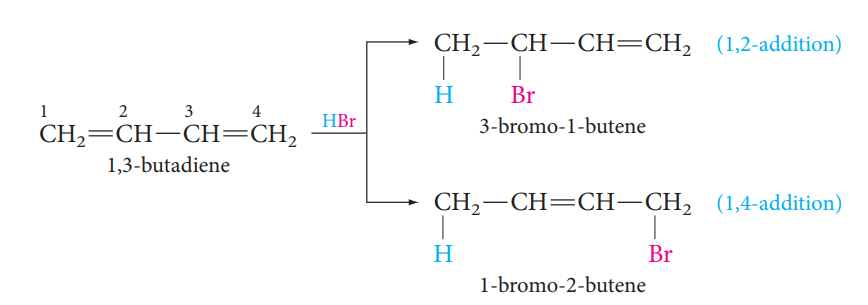 CH₂—CH—CH=CH₂ (1,2-addition)
H Br
3-bromo-1-butene
1 2 3 4
CH₂=CH—CH=CH₂
HBr
1,3-butadiene
CH₂—CH=CH—CH₂ (1,4-addition)
H Br
1-bromo-2-butene